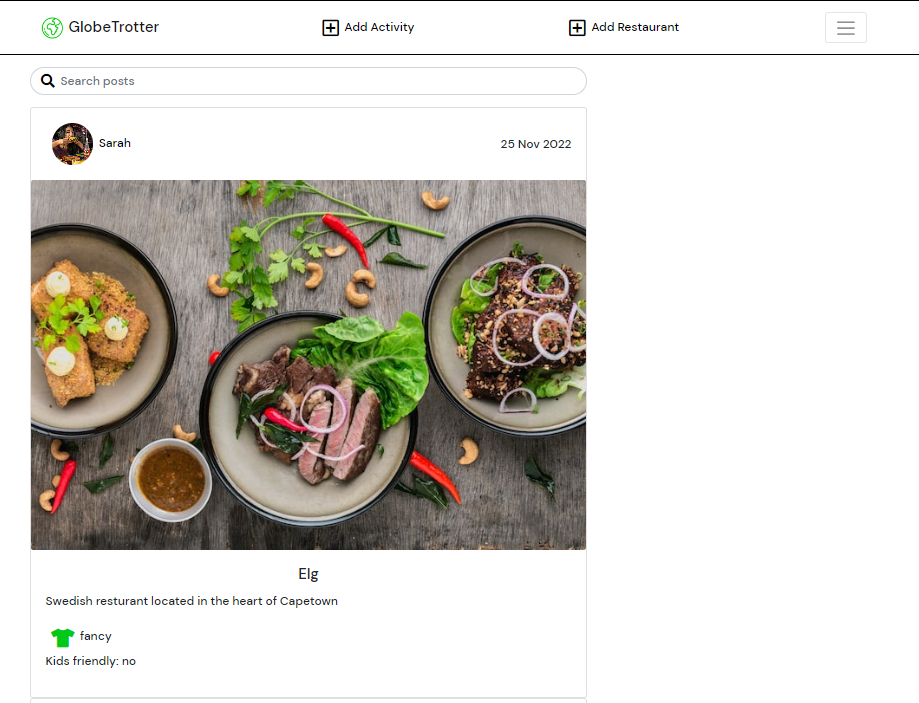 GlobeTrotter
Add Activity
Add Restaurant
Search posts
Sarah
25 Nov 2022
Elg
Swedish resturant located in the heart of Capetown
fancy
Kids friendly: no